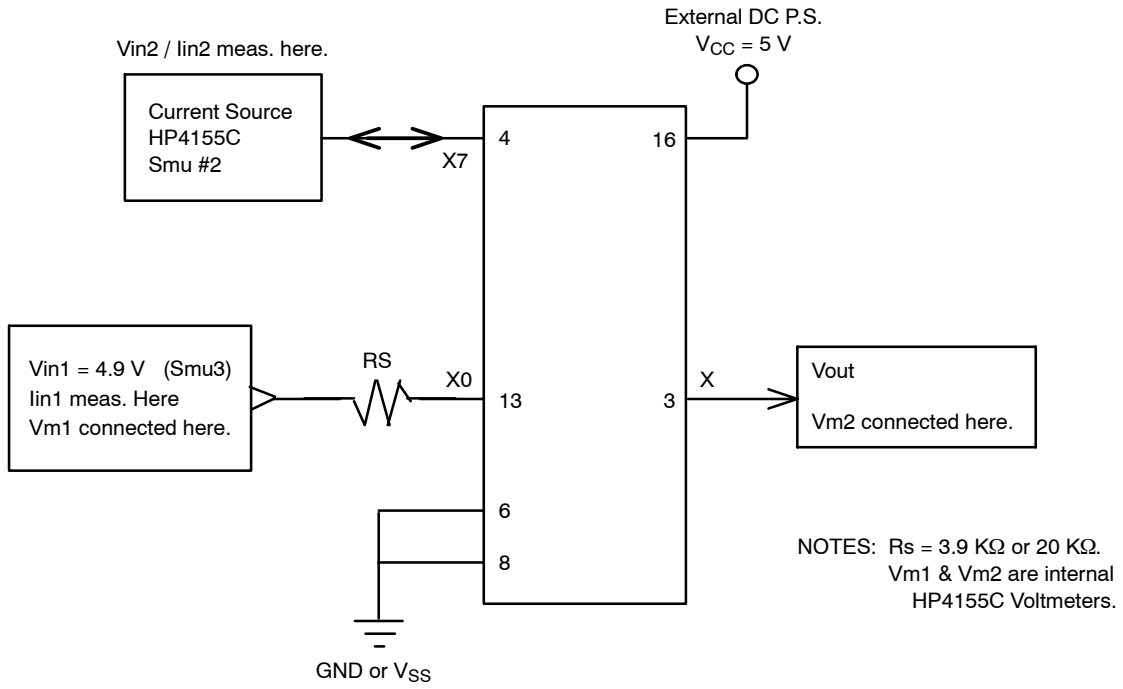 External DC P.S.
VCC = 5 V
Vin2 / Iin2 meas. here.
Current Source
HP4155C
Smu #2
X7
4
16
Vin1 = 4.9 V (Smu3)
Iin1 meas. Here
Vm1 connected here.
RS
X0
13
3
X
Vout
Vm2 connected here.
6
8
GND or VSS
NOTES: Rs = 3.9 KΩ or 20 KΩ.
Vm1 & Vm2 are internal
HP4155C Voltmeters.